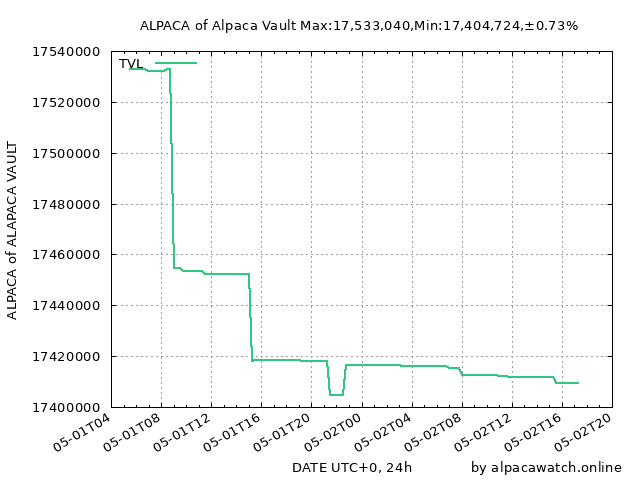 ALPACA of Alpaca Vault Max:17,533,040,Min:17,404,724,±0.73%
TVL
ALPACA of ALAPACA VAULT
17540000
17520000
17500000
17480000
17460000
17440000
17420000
17400000
05-01T04
05-01T08
05-01T12
05-01T16
05-01T20
05-02T00
05-02T04
05-02T08
05-02T12
05-02T16
05-02T20
DATE UTC+0, 24h
by alpacawatch.online